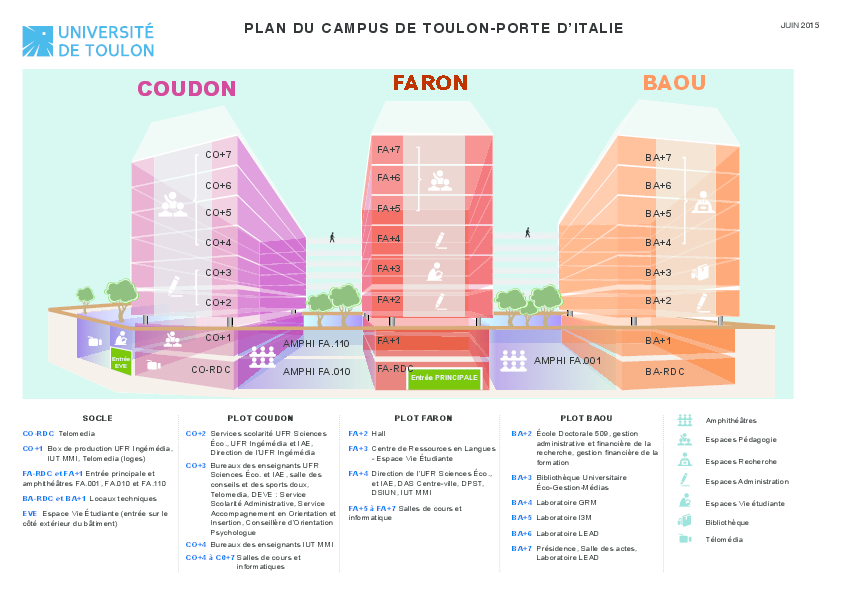 UNIVERSITÉ
DE TOULON
PLAN DU CAMPUS DE TOULON-PORTE D'ITALIE
JUIN 2015
COUDON
FARON
BAOU
CO+7
CO+6
CO+5
CO+4
CO+3
CO+2
CO+1
CO-RDC
FA+7
FA+6
FA+5
FA+4
FA+3
FA+2
FA+1
FA-RDC
BA+7
BA+6
BA+5
BA+4
BA+3
BA+2
BA+1
BA-RDC
Entrée
EVE
AMPHI FA.110
AMPHI FA.010
Entrée PRINCIPALE
AMPHI FA.001
SOCLE
CO-RDC Telomedia
CO+1 Box de production UFR Ingémédia,
IUT MMI, Telomedia (loges)
FA-RDC et FA+1 Entrée principale et
amphithéâtres FA.001, FA.010 et FA.110
BA-RDC et BA+1 Locaux techniques
EVE Espace Vie Étudiante (entrée sur le
côté extérieur du bâtiment)
PLOT COUDON
CO+2 Services scolarité UFR Sciences
Éco., UFR Ingémédia et IAE,
Direction de l'UFR Ingémédia
CO+3 Bureaux des enseignants UFR
Sciences Éco. et IAE, salle des
conseils et des sports doux,
Telomedia, DEVE : Service
Scolarité Administrative, Service
Accompagnement en Orientation et
Insertion, Conseillère d'Orientation
Psychologue
CO+4 Bureaux des enseignants IUT MMI
CO+4 à C0+7 Salles de cours et
informatiques
PLOT FARON
FA+2 Hall
FA+3 Centre de Ressources en Langues
- Espace Vie Étudiante
FA+4 Direction de l'UFR Sciences Éco.,
et IAE, DAS Centre-ville, DPST,
DSIUN, IUT MMI
FA+5 à FA+7 Salles de cours et
informatique
PLOT BAOU
BA+2 École Doctorale 509, gestion
administrative et financière de la
recherche, gestion financière de la
formation
BA+3 Bibliothèque Universitaire
Éco-Gestion-Médias
BA+4 Laboratoire GRM
BA+5 Laboratoire I3M
BA+6 Laboratoire LEAD
BA+7 Présidence, Salle des actes,
Laboratoire LEAD
Amphithéâtres
Espaces Pédagogie
Espaces Recherche
Espaces Administration
Espaces Vie étudiante
Bibliothèque
Télomédia